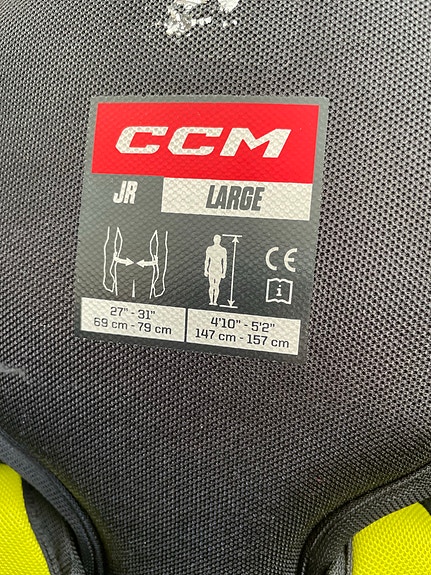 CCM
JR LARGE
27" - 31"
69 cm - 79 cm
4'10" - 5'2"
147 cm - 157 cm
CE
i